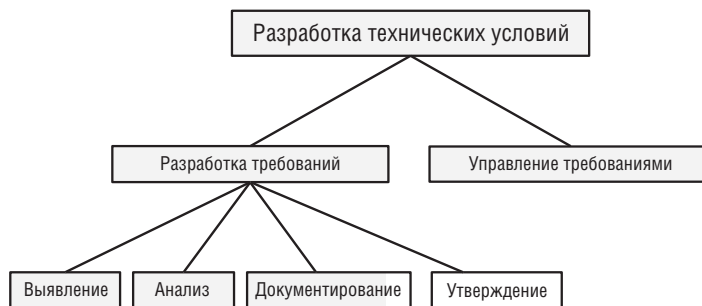 Разработка технических условий
Разработка требований
Управление требованиями
Выявление
Анализ
Документирование
Утверждение